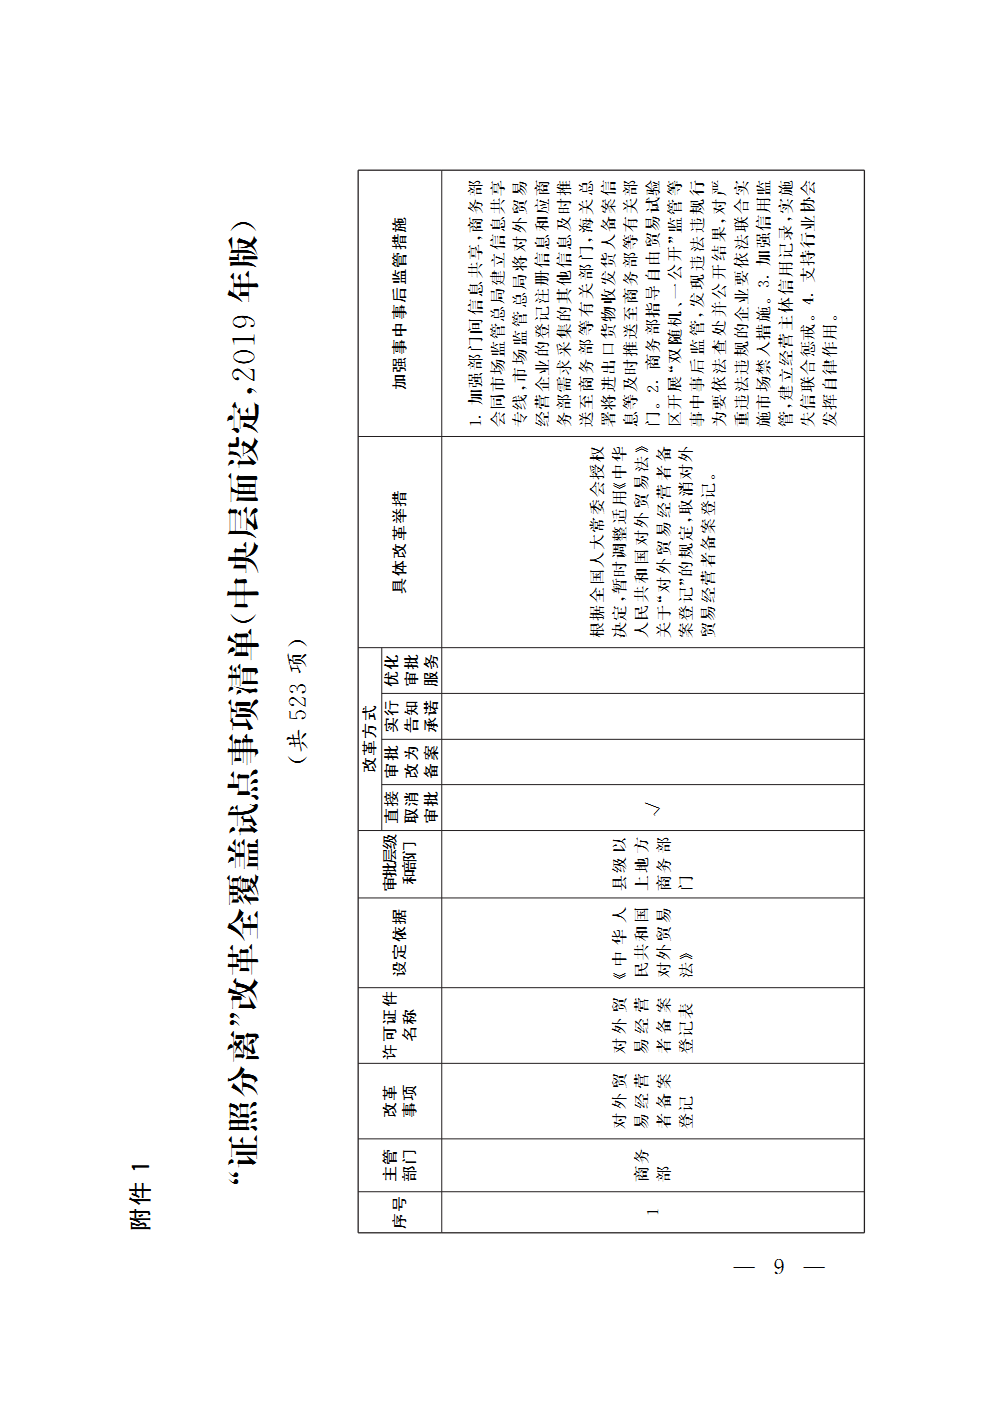 附件 1
“证照分离”改革全覆盖试点事项清单(中央层面设定,2019 年版)
(共 523 项)
序号
主管
部门
改革
事项
许可证件
名称
设定依据
审批层级
和部门
改革方式
直接
取消
审批
审批
改为
备案
实行
告知
承诺
优化
审批
服务
具体改革举措
加强事中事后监管措施
1
商务
部
对外贸
易经营
者备案
登记
对外贸
易经营
者备案
登记表
《中华人
民共和国
对外贸易
法》
县级以
上地方
商务部
门
√
根据全国人大常委会授权
决定,暂时调整适用《中华
人民共和国对外贸易法》
关于“对外贸易经营者备
案登记”的规定,取消对外
贸易经营者备案登记。
1. 加强部门间信息共享,商务部
会同市场监管总局建立信息共享
专线,市场监管总局将对外贸易
经营企业的登记注册信息和应商
务部需求采集的其他信息及时推
送至商务部等有关部门,海关总
署将进出口货物收发货人备案信
息等及时推送至商务部等有关部
门。2. 商务部指导自由贸易试验
区开展“双随机、一公开”监管等
事中事后监管,发现违法违规行
为要依法查处并公开结果,对严
重违法违规的企业要依法联合实
施市场禁入措施。3. 加强信用监
管,建立经营主体信用记录,实施
失信联合惩戒。4. 支持行业协会
发挥自律作用。
— 9 —